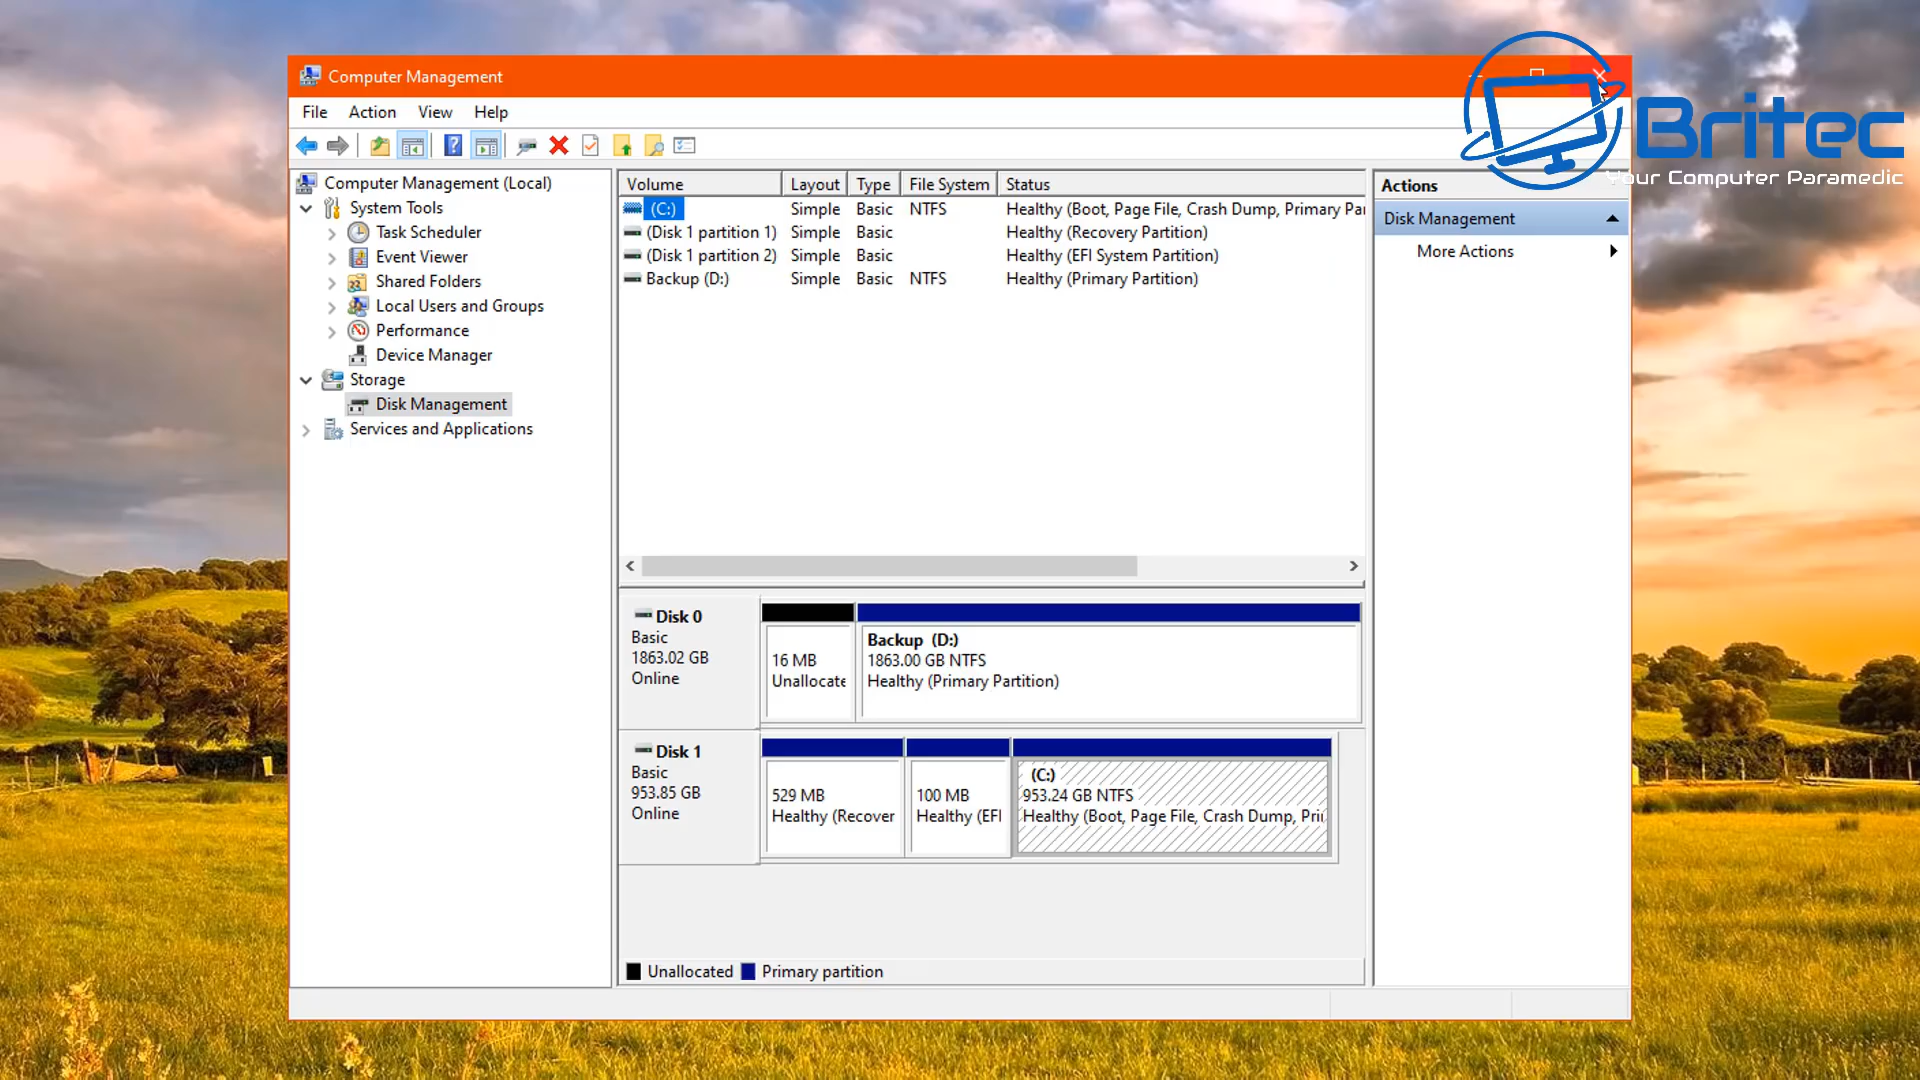 Computer Management
Britec
Your Computer Paramedic
File Action View Help
Computer Management (Local)
System Tools
Task Scheduler
Event Viewer
Shared Folders
Local Users and Groups
Performance
Device Manager
Storage
Disk Management
Services and Applications
Volume Layout Type File System Status
(C:) Simple Basic NTFS Healthy (Boot, Page File, Crash Dump, Primary Par
(Disk 1 partition 1) Simple Basic Healthy (Recovery Partition)
(Disk 1 partition 2) Simple Basic Healthy (EFI System Partition)
Backup (D:) Simple Basic NTFS Healthy (Primary Partition)
Disk 0
Basic
1863.02 GB
Online
16 MB
Unallocate
Backup (D:)
1863.00 GB NTFS
Healthy (Primary Partition)
Disk 1
Basic
953.85 GB
Online
529 MB
Healthy (Recover
100 MB
Healthy (EFI
(C:)
953.24 GB NTFS
Healthy (Boot, Page File, Crash Dump, Pri
Unallocated Primary partition
Actions
Disk Management
More Actions